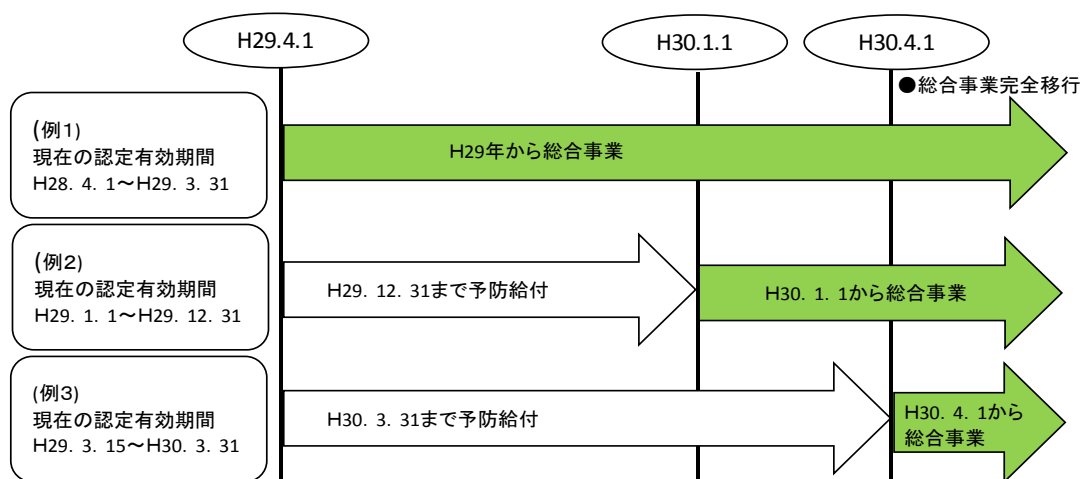 H29.4.1
H30.1.1
H30.4.1
●総合事業完全移行
(例1)
現在の認定有効期間
H28. 4. 1～H29. 3. 31
H29年から総合事業
(例2)
現在の認定有効期間
H29. 1. 1～H29. 12. 31
H29. 12. 31まで予防給付
H30. 1. 1から総合事業
(例3)
現在の認定有効期間
H29. 3. 15～H30. 3. 31
H30. 3. 31まで予防給付
H30. 4. 1から
総合事業